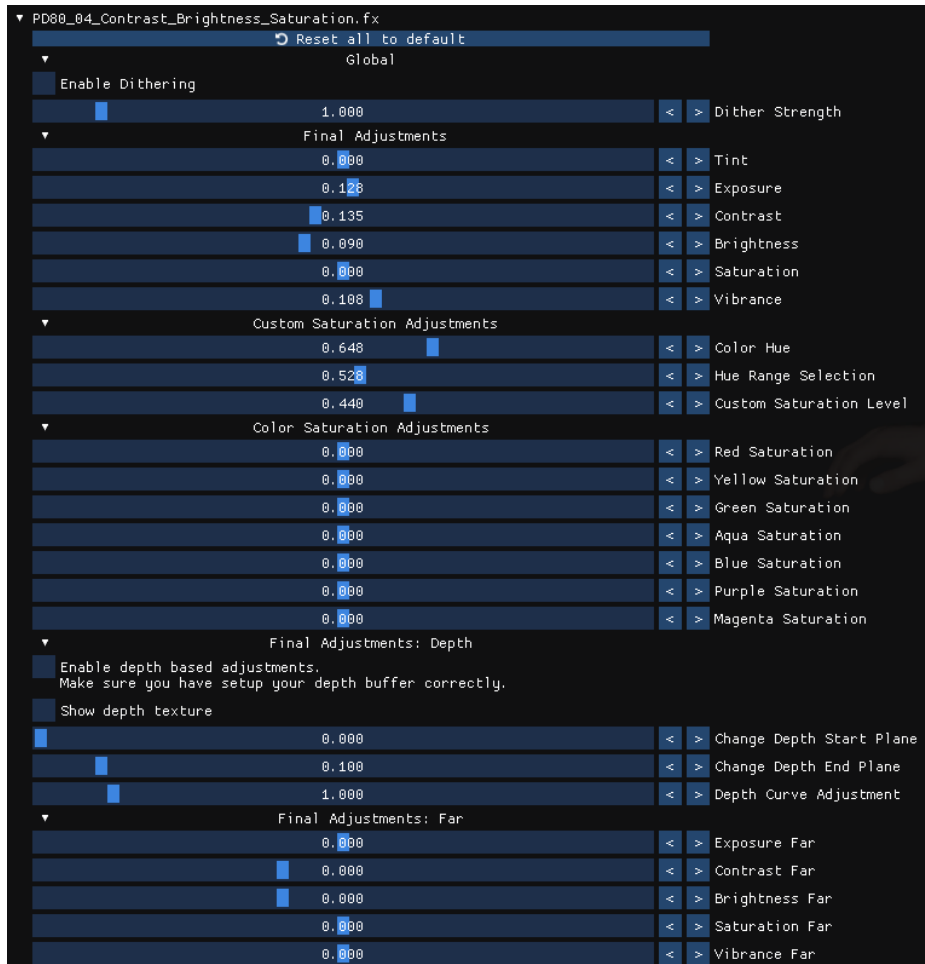 ▼ PD80_04_Contrast_Brightness_Saturation.fx
Reset all to default
▼ Global
Enable Dithering
1.000 < > Dither Strength
▼ Final Adjustments
0.000 < > Tint
0.128 < > Exposure
0.135 < > Contrast
0.090 < > Brightness
0.000 < > Saturation
0.108 < > Vibrance
▼ Custom Saturation Adjustments
0.648 < > Color Hue
0.528 < > Hue Range Selection
0.440 < > Custom Saturation Level
▼ Color Saturation Adjustments
0.000 < > Red Saturation
0.000 < > Yellow Saturation
0.000 < > Green Saturation
0.000 < > Aqua Saturation
0.000 < > Blue Saturation
0.000 < > Purple Saturation
0.000 < > Magenta Saturation
▼ Final Adjustments: Depth
Enable depth based adjustments.
Make sure you have setup your depth buffer correctly.
Show depth texture
0.000 < > Change Depth Start Plane
0.100 < > Change Depth End Plane
1.000 < > Depth Curve Adjustment
▼ Final Adjustments: Far
0.000 < > Exposure Far
0.000 < > Contrast Far
0.000 < > Brightness Far
0.000 < > Saturation Far
0.000 < > Vibrance Far